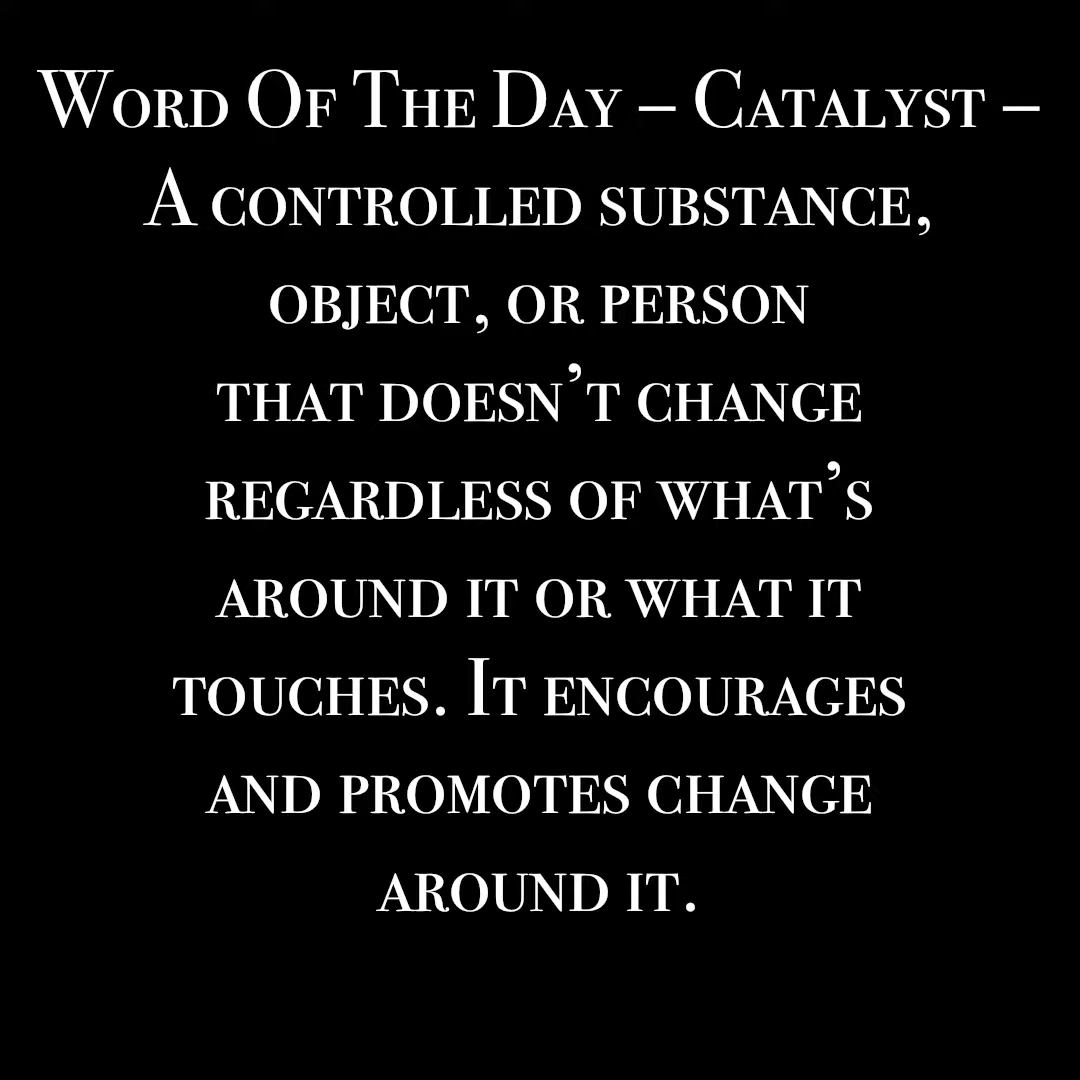 Word Of The Day – Catalyst –
A controlled substance,
object, or person
that doesn’t change
regardless of what’s
around it or what it
touches. It encourages
and promotes change
around it.